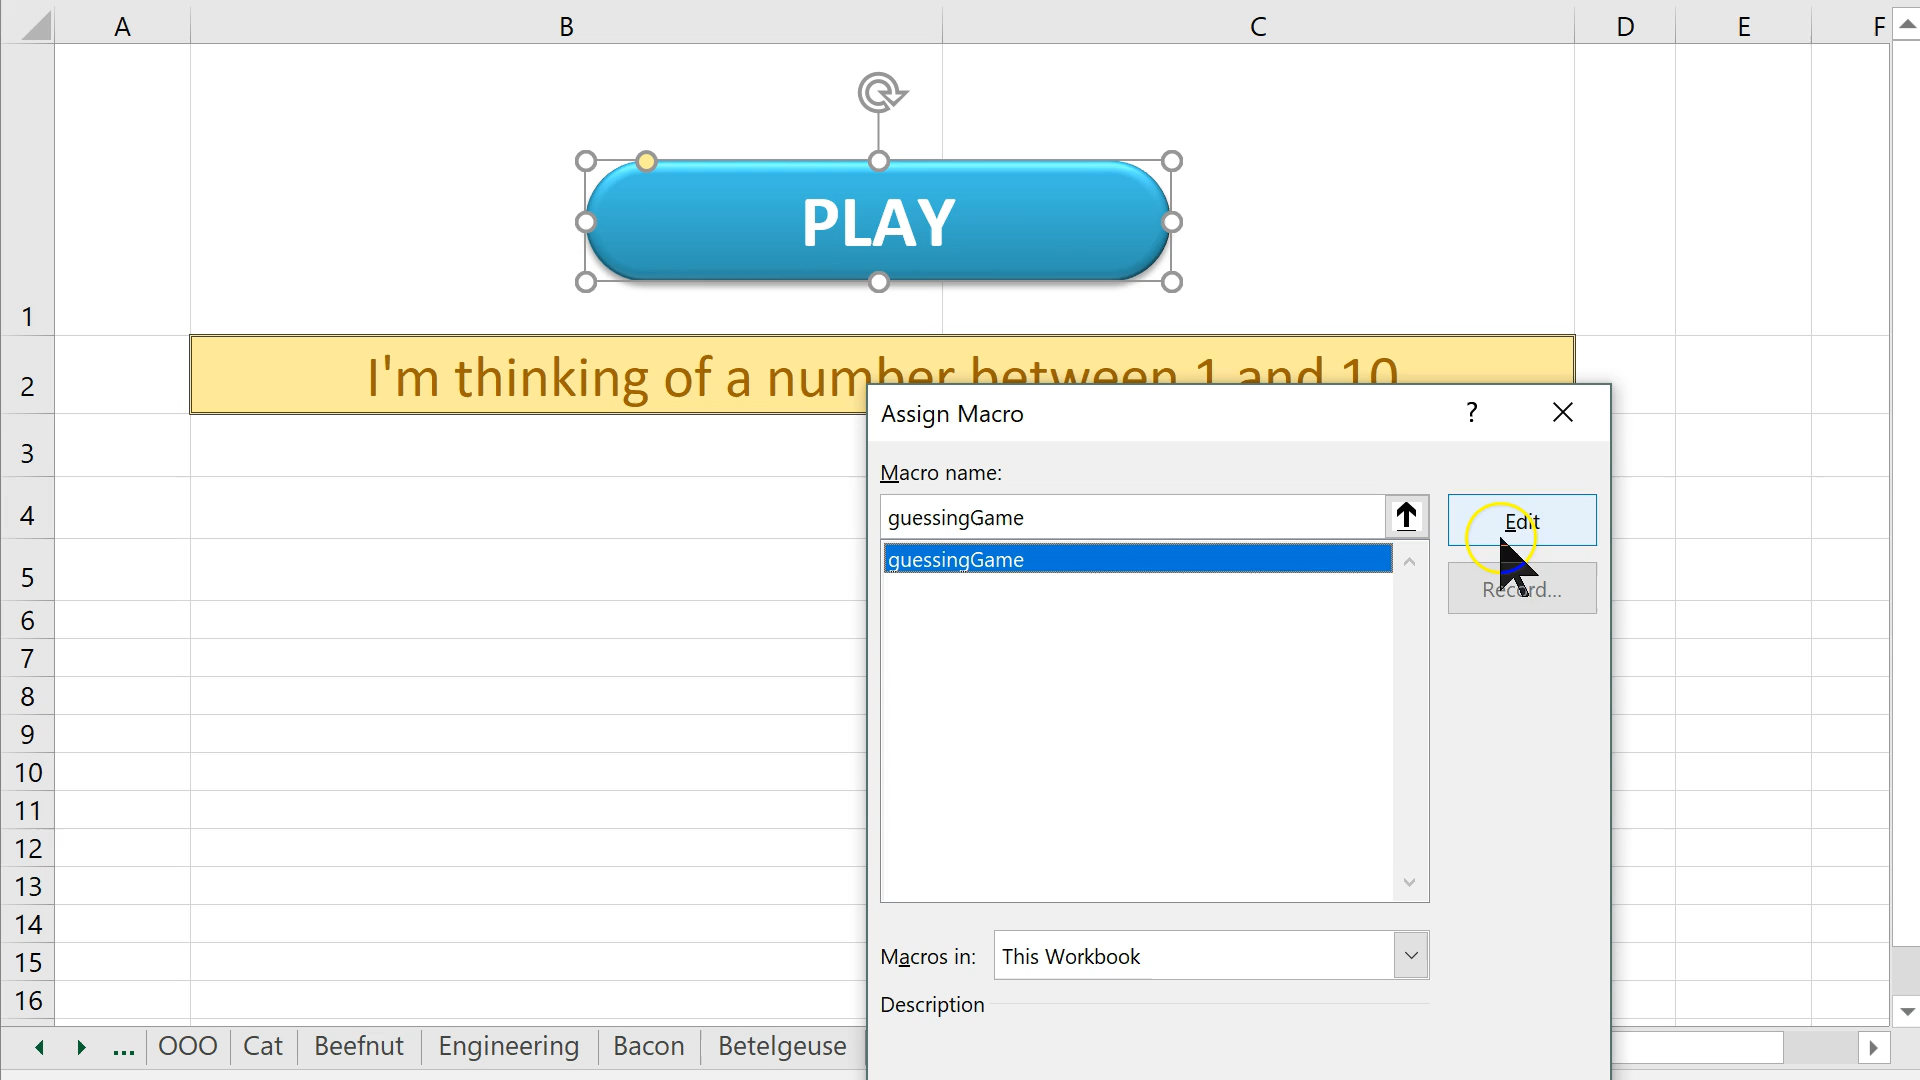 A B C D E F
PLAY
1
2 I'm thinking of a number between 1 and 10
Assign Macro ? 
3
Macro name:
4 guessingGame Edit
guessingGame
5 Record...
6
7
8
9
10
11
12
13
14
15 Macros in: This Workbook
16 Description
... OOO Cat Beefnut Engineering Bacon Betelgeuse